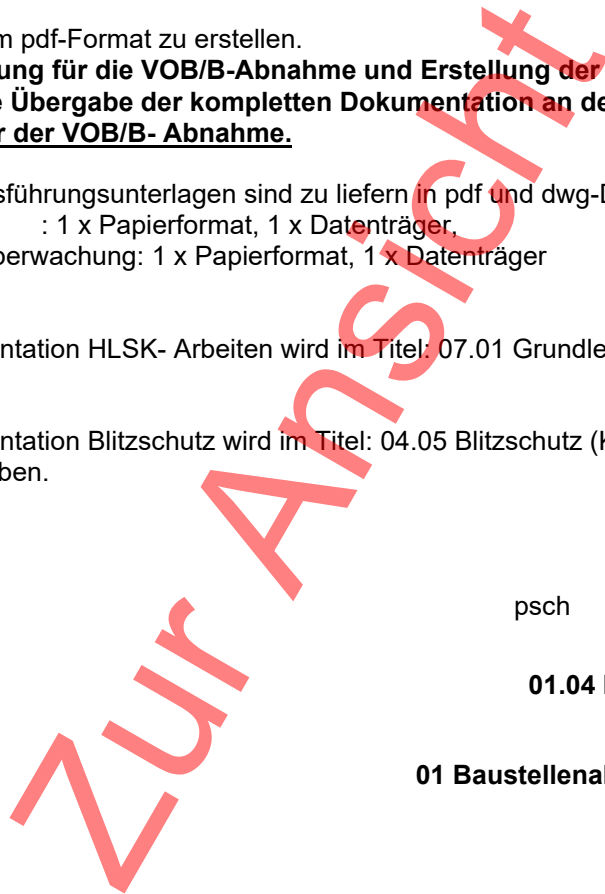 m pdf-Format zu erstellen.
ung für die VOB/B-Abnahme und Erstellung der
e Übergabe der kompletten Dokumentation an de
r der VOB/B- Abnahme.
sführungsunterlagen sind zu liefern in pdf und dwg-D
: 1 x Papierformat, 1 x Datenträger,
berwachung: 1 x Papierformat, 1 x Datenträger
ntation HLSK- Arbeiten wird im Titel: 07.01 Grundle
ntation Blitzschutz wird im Titel: 04.05 Blitzschutz (K
ben.
psch
01.04
01 Baustellena
Zur Ansicht